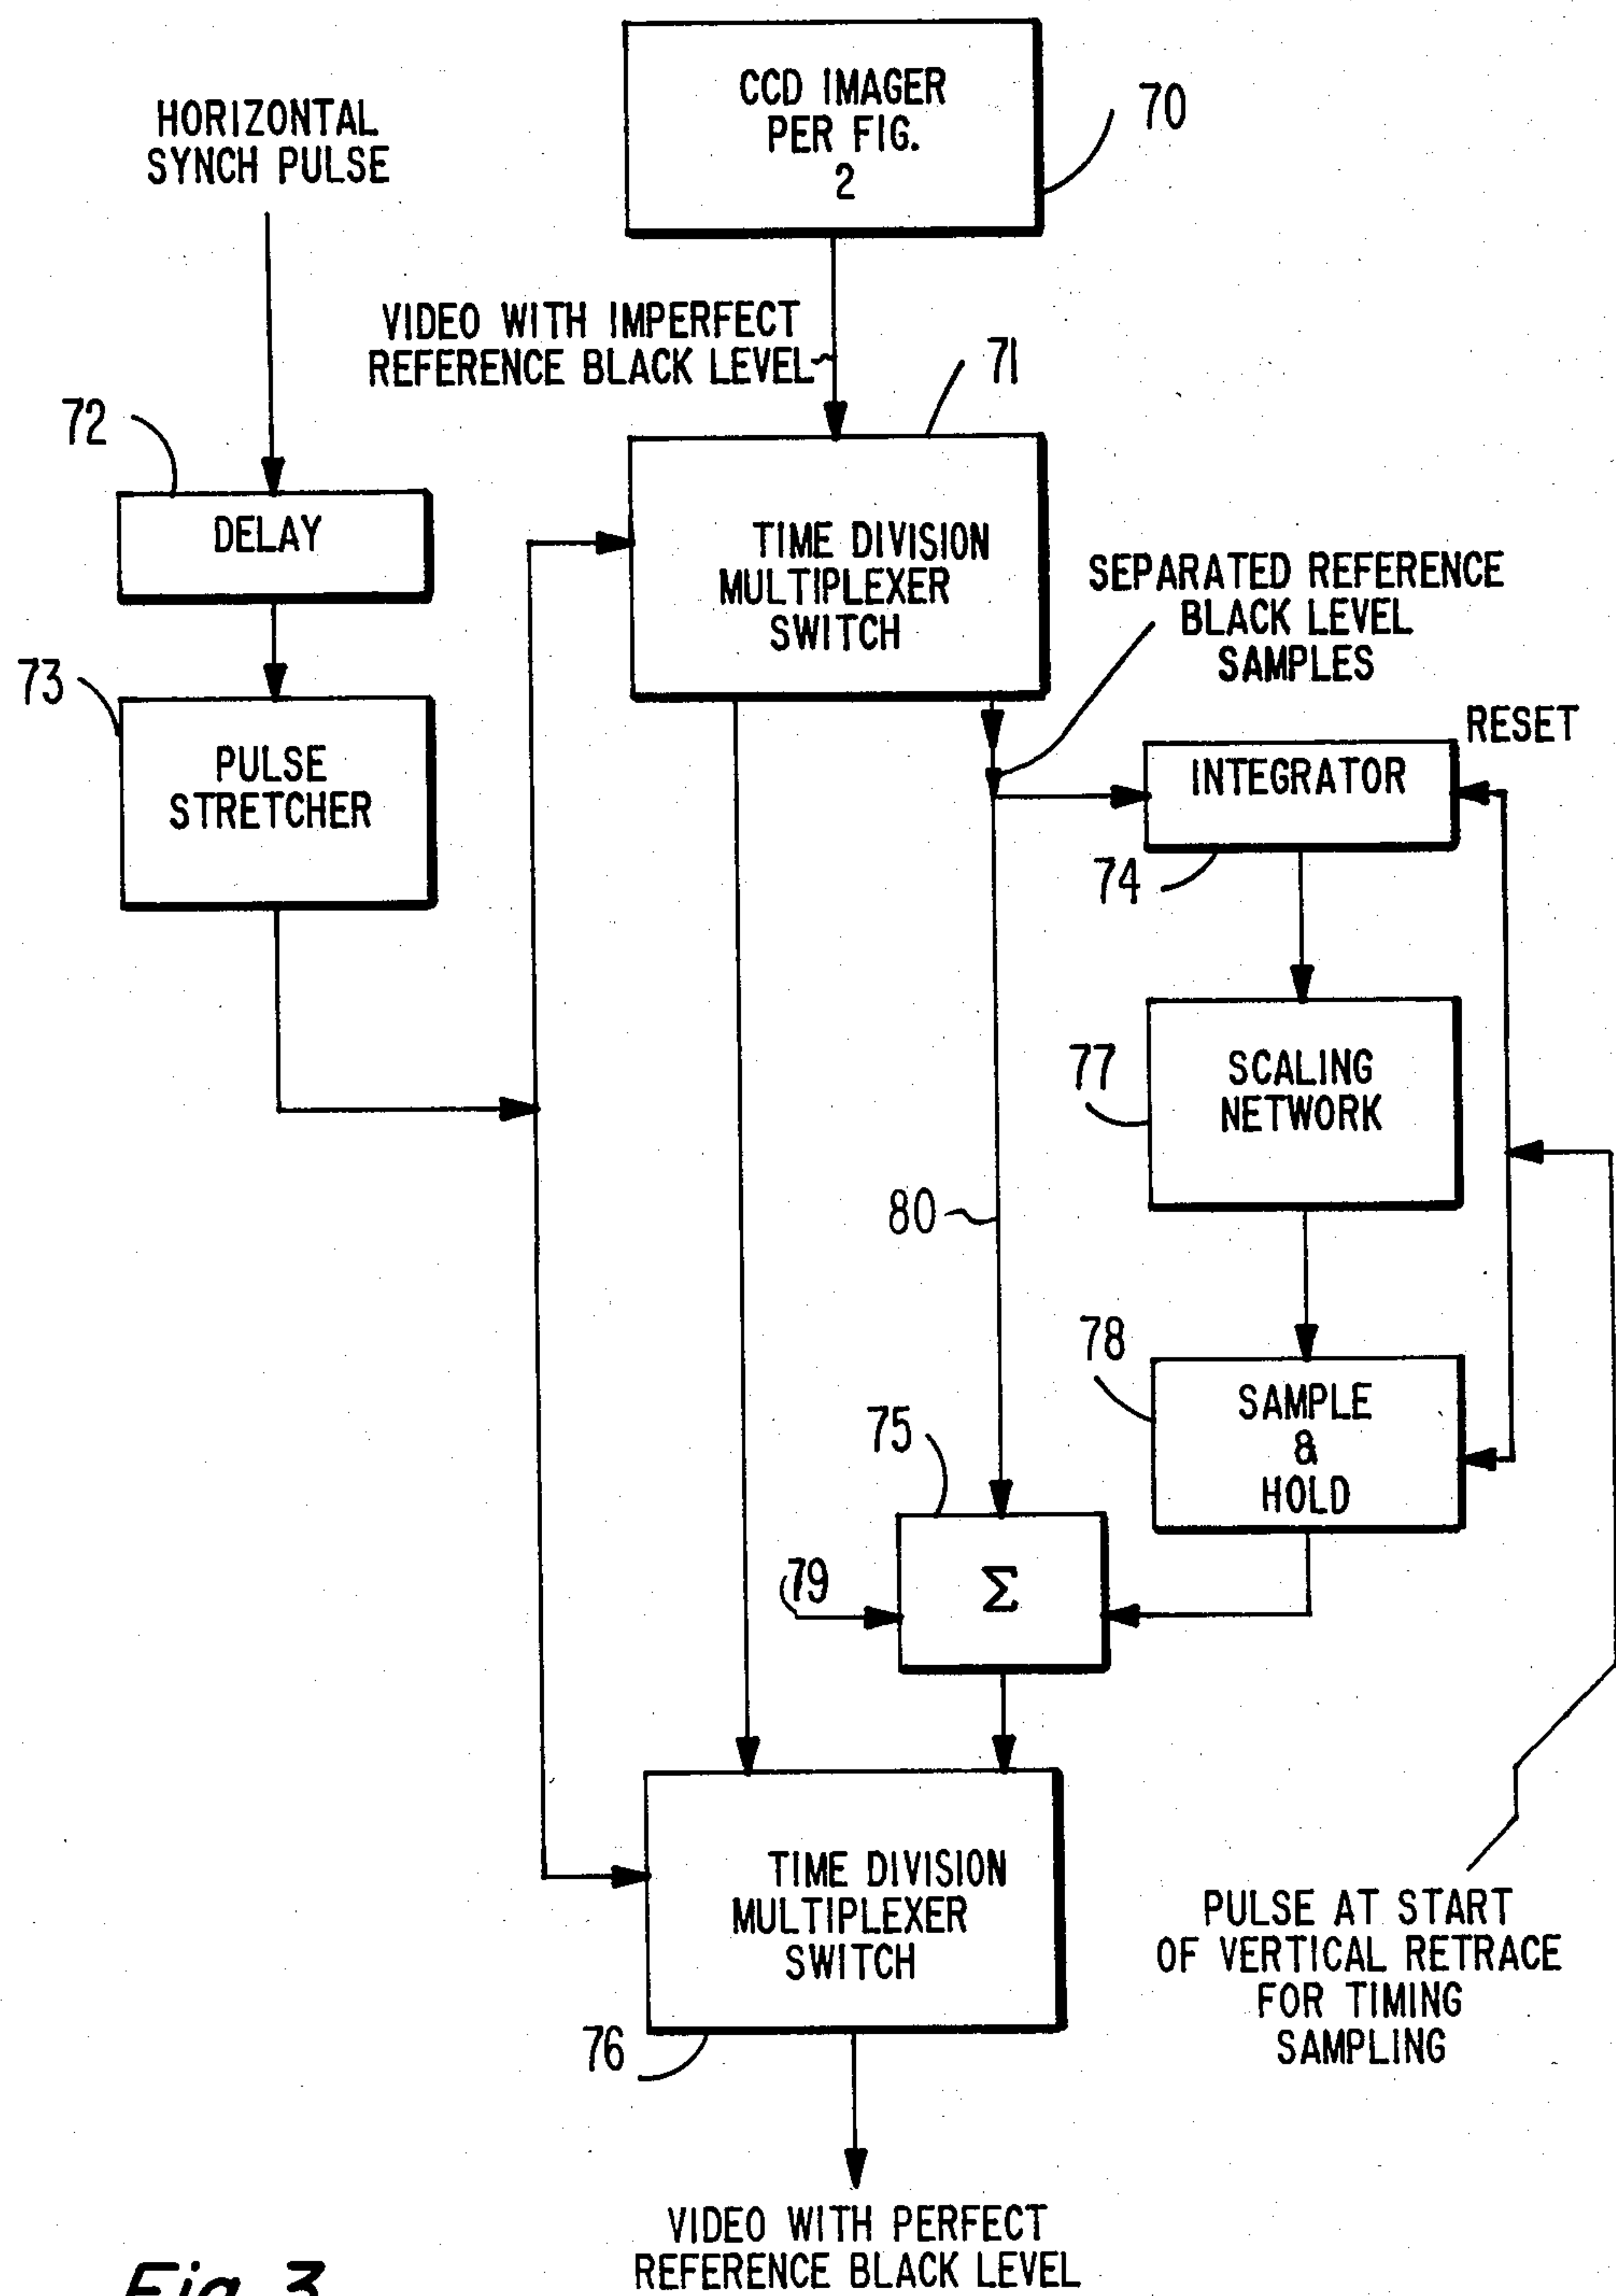 CCD IMAGER
PER FIG.
2
70
HORIZONTAL
SYNCH PULSE
VIDEO WITH IMPERFECT
REFERENCE BLACK LEVEL
71
72
DELAY
TIME DIVISION
MULTIPLEXER
SWITCH
SEPARATED REFERENCE
BLACK LEVEL
SAMPLES
73
PULSE
STRETCHER
RESET
INTEGRATOR
74
77
SCALING
NETWORK
80
78
SAMPLE
&
HOLD
75
79
Σ
TIME DIVISION
MULTIPLEXER
SWITCH
76
PULSE AT START
OF VERTICAL RETRACE
FOR TIMING
SAMPLING
VIDEO WITH PERFECT
REFERENCE BLACK LEVEL
Fig. 3